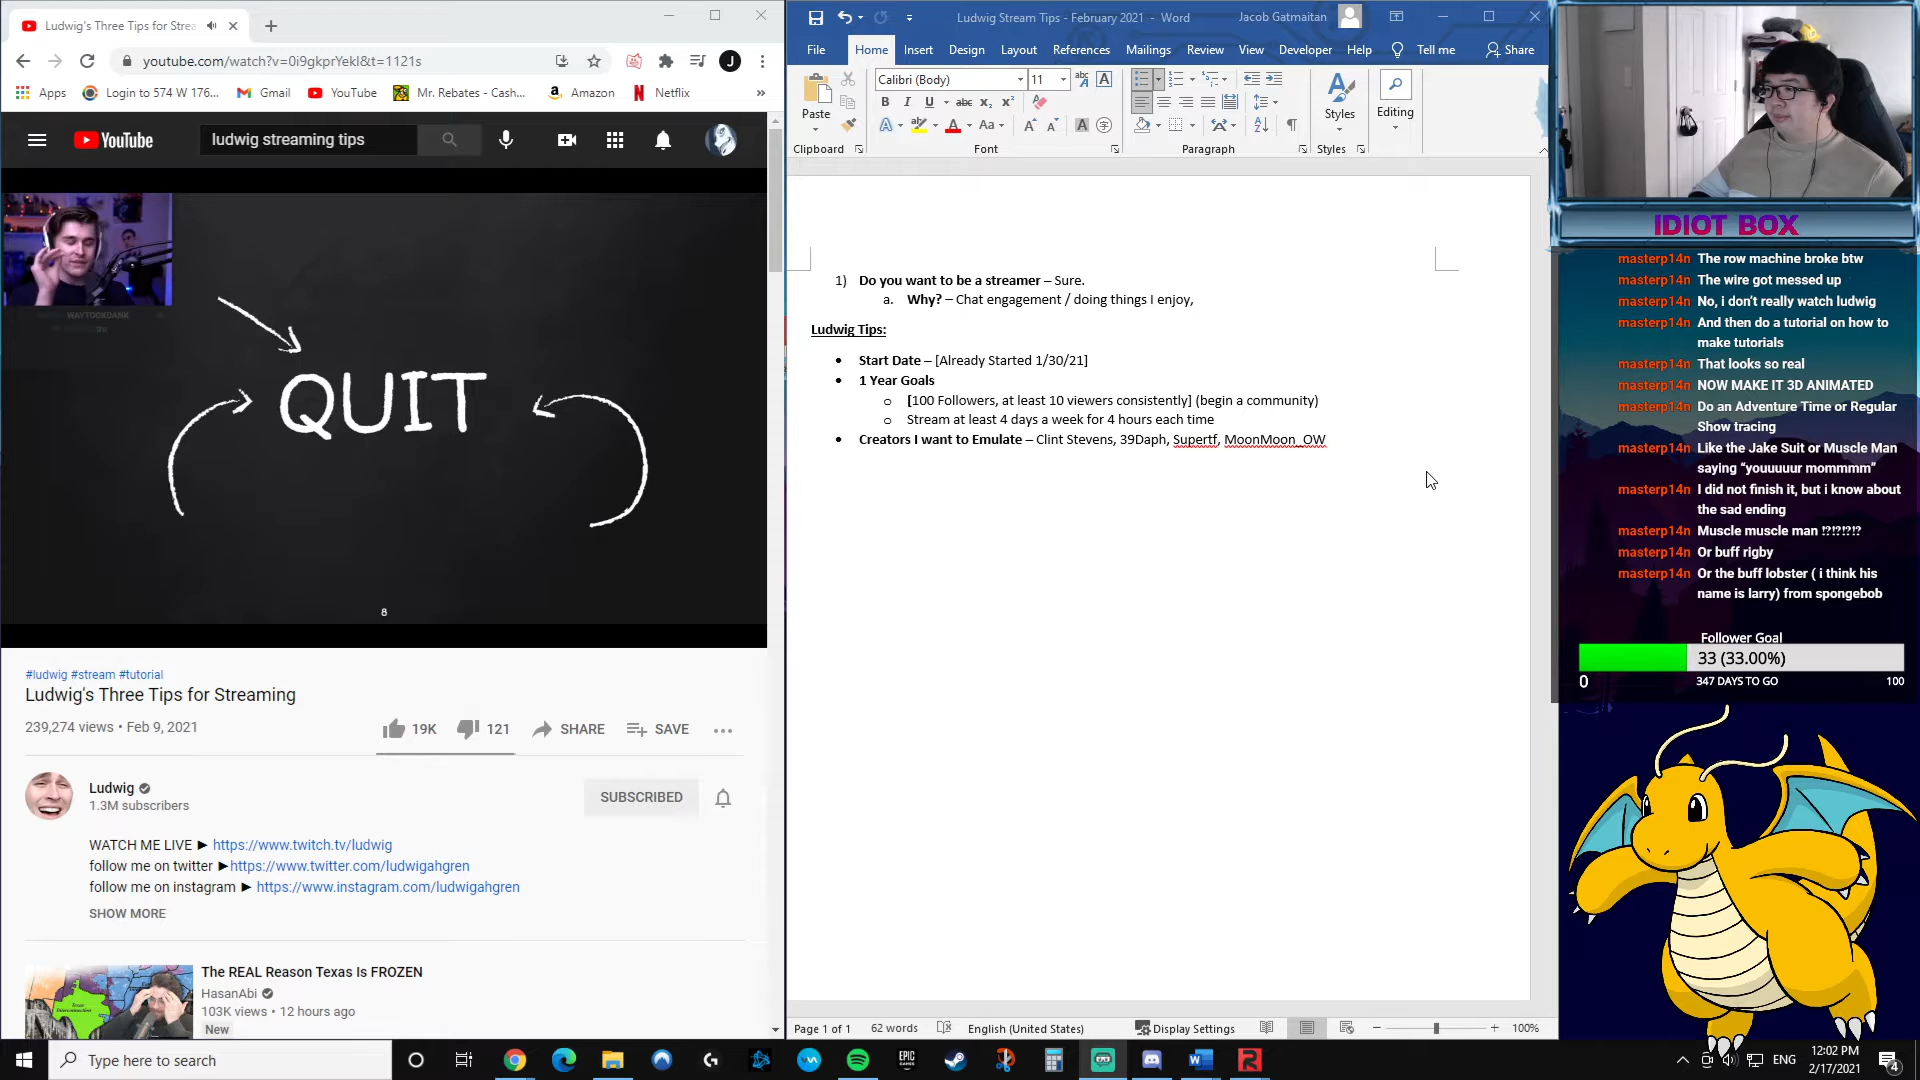 Ludwig's Three Tips for Strea
Ludwig Stream Tips - February 2021 - Word
Jacob Gatmaitan
youtube.com/watch?v=0i9gkprYekI&t=1121s
J
File Home Insert Design Layout References Mailings Review View Developer Help Tell me Share
Apps Login to 574 W 176... Gmail YouTube Mr. Rebates - Cash... Amazon Netflix »
Calibri (Body) 11
Paste
Styles
Editing
Clipboard Font Paragraph Styles
YouTube
ludwig streaming tips
WAYTOODANK
QUIT
8
1) Do you want to be a streamer – Sure.
a. Why? – Chat engagement / doing things I enjoy,
Ludwig Tips:
• Start Date – [Already Started 1/30/21]
• 1 Year Goals
o [100 Followers, at least 10 viewers consistently] (begin a community)
o Stream at least 4 days a week for 4 hours each time
• Creators I want to Emulate – Clint Stevens, 39Daph, Supertf, MoonMoon_OW
IDIOT BOX
masterp14n The row machine broke btw
masterp14n The wire got messed up
masterp14n No, i don't really watch ludwig
masterp14n And then do a tutorial on how to
make tutorials
masterp14n That looks so real
masterp14n NOW MAKE IT 3D ANIMATED
masterp14n Do an Adventure Time or Regular
Show tracing
masterp14n Like the Jake Suit or Muscle Man
saying “youuuuur mommmm”
masterp14n I did not finish it, but i know about
the sad ending
masterp14n Muscle muscle man !?!?!?!?
masterp14n Or buff rigby
masterp14n Or the buff lobster ( i think his
name is larry) from spongebob
Follower Goal
33 (33.00%)
0 347 DAYS TO GO 100
#ludwig #stream #tutorial
Ludwig's Three Tips for Streaming
239,274 views • Feb 9, 2021
19K 121 SHARE SAVE
Ludwig
1.3M subscribers
SUBSCRIBED
WATCH ME LIVE ► https://www.twitch.tv/ludwig
follow me on twitter ►https://www.twitter.com/ludwigahgren
follow me on instagram ► https://www.instagram.com/ludwigahgren
SHOW MORE
The REAL Reason Texas Is FROZEN
HasanAbi
103K views • 12 hours ago
New
Page 1 of 1 62 words English (United States) Display Settings 100%
Type here to search
EPIC
ENG
12:02 PM
2/17/2021
4